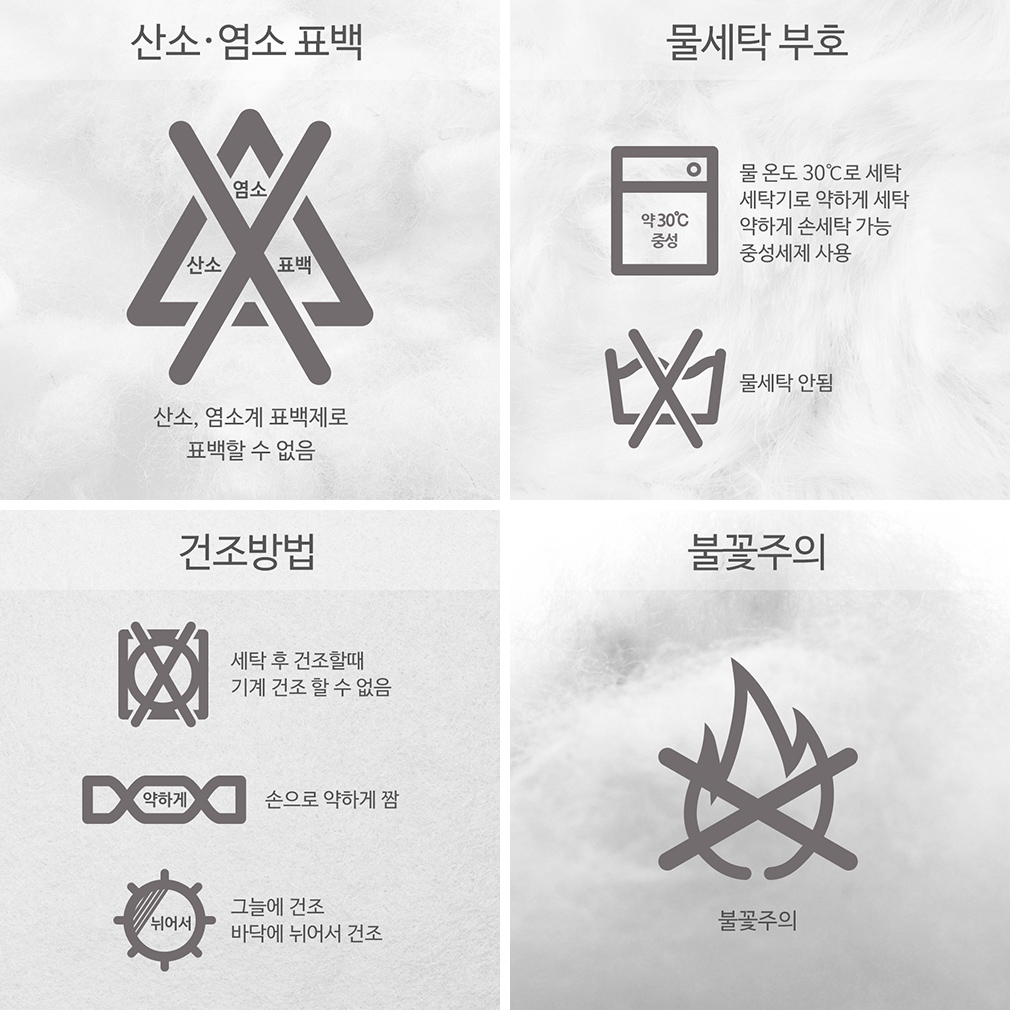 산소·염소 표백
염소
산소 표백
산소, 염소계 표백제로
표백할 수 없음
물세탁 부호
약 30℃
중성
물 온도 30℃로 세탁
세탁기로 약하게 세탁
약하게 손세탁 가능
중성세제 사용
물세탁 안됨
건조방법
세탁 후 건조할때
기계 건조 할 수 없음
약하게
손으로 약하게 짬
뉘어서
그늘에 건조
바닥에 뉘어서 건조
불꽃주의
불꽃주의